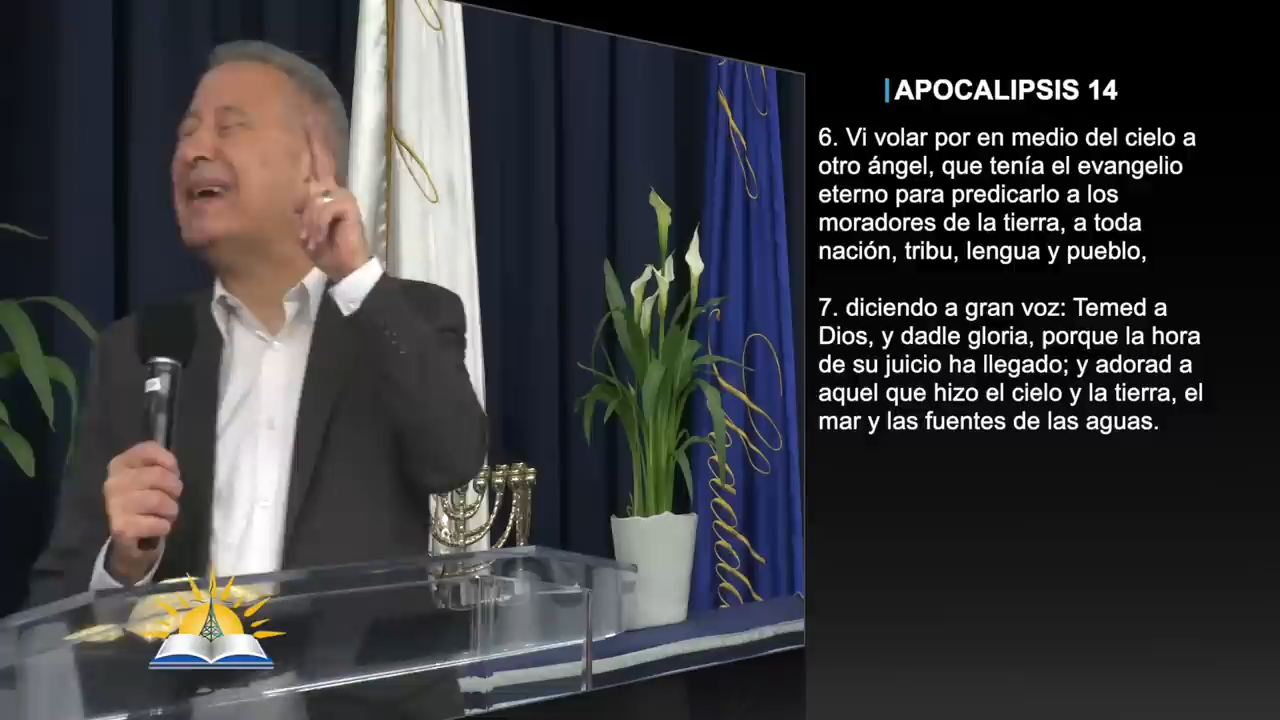 APOCALIPSIS 14
6. Vi volar por en medio del cielo a
otro ángel, que tenía el evangelio
eterno para predicarlo a los
moradores de la tierra, a toda
nación, tribu, lengua y pueblo,
7. diciendo a gran voz: Temed a
Dios, y dadle gloria, porque la hora
de su juicio ha llegado; y adorad a
aquel que hizo el cielo y la tierra, el
mar y las fuentes de las aguas.